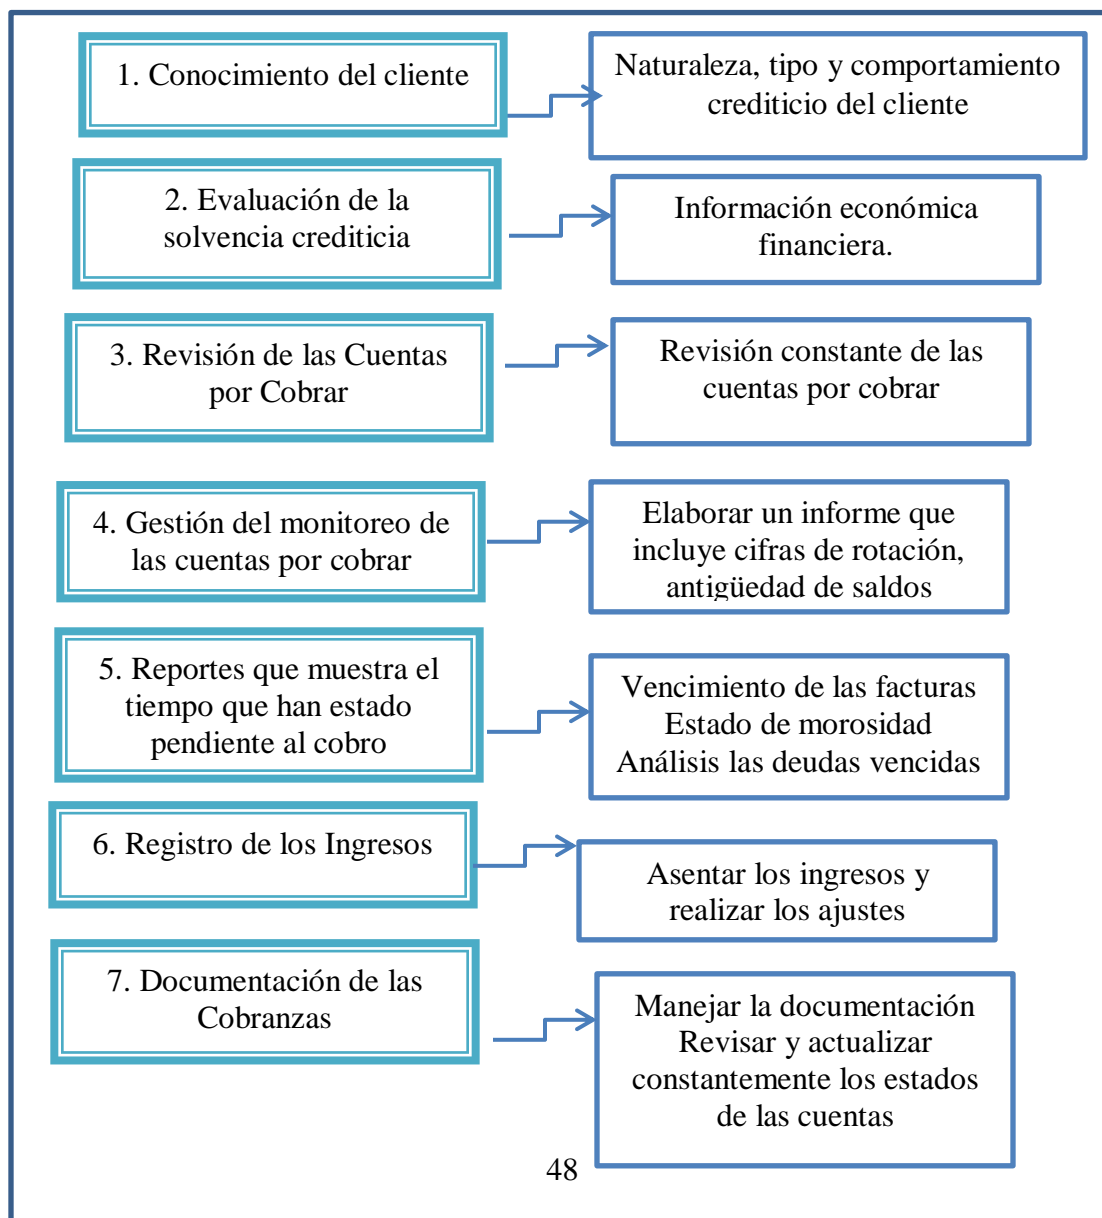 1. Conocimiento del cliente
Naturaleza, tipo y comportamiento
crediticio del cliente
2. Evaluación de la
solvencia crediticia
Información económica
financiera.
3. Revisión de las Cuentas
por Cobrar
Revisión constante de las
cuentas por cobrar
4. Gestión del monitoreo de
las cuentas por cobrar
Elaborar un informe que
incluye cifras de rotación,
antigüedad de saldos
5. Reportes que muestra el
tiempo que han estado
pendiente al cobro
Vencimiento de las facturas
Estado de morosidad
Análisis las deudas vencidas
6. Registro de los Ingresos
Asentar los ingresos y
realizar los ajustes
7. Documentación de las
Cobranzas
Manejar la documentación
Revisar y actualizar
constantemente los estados
de las cuentas
48